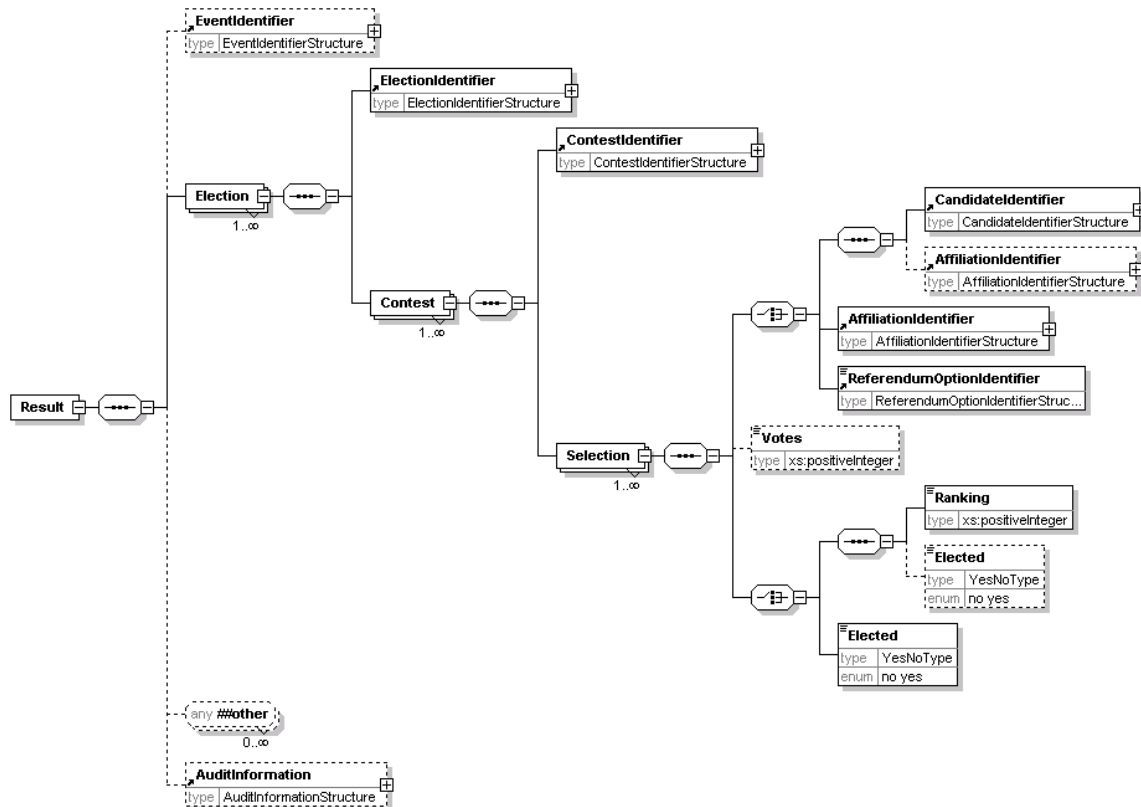 EventIdentifier
type EventIdentifierStructure
ElectionIdentifier
type ElectionIdentifierStructure
ContestIdentifier
type ContestIdentifierStructure
Election
1..∞
CandidateIdentifier
type CandidateIdentifierStructure
AffiliationIdentifier
type AffiliationIdentifierStructure
Contest
1..∞
AffiliationIdentifier
type AffiliationIdentifierStructure
ReferendumOptionIdentifier
type ReferendumOptionIdentifierStruc...
Result
Votes
type xs:positiveInteger
Selection
1..∞
Ranking
type xs:positiveInteger
Elected
type YesNoType
enum no yes
Elected
type YesNoType
enum no yes
any ##other
0..∞
AuditInformation
type AuditInformationStructure